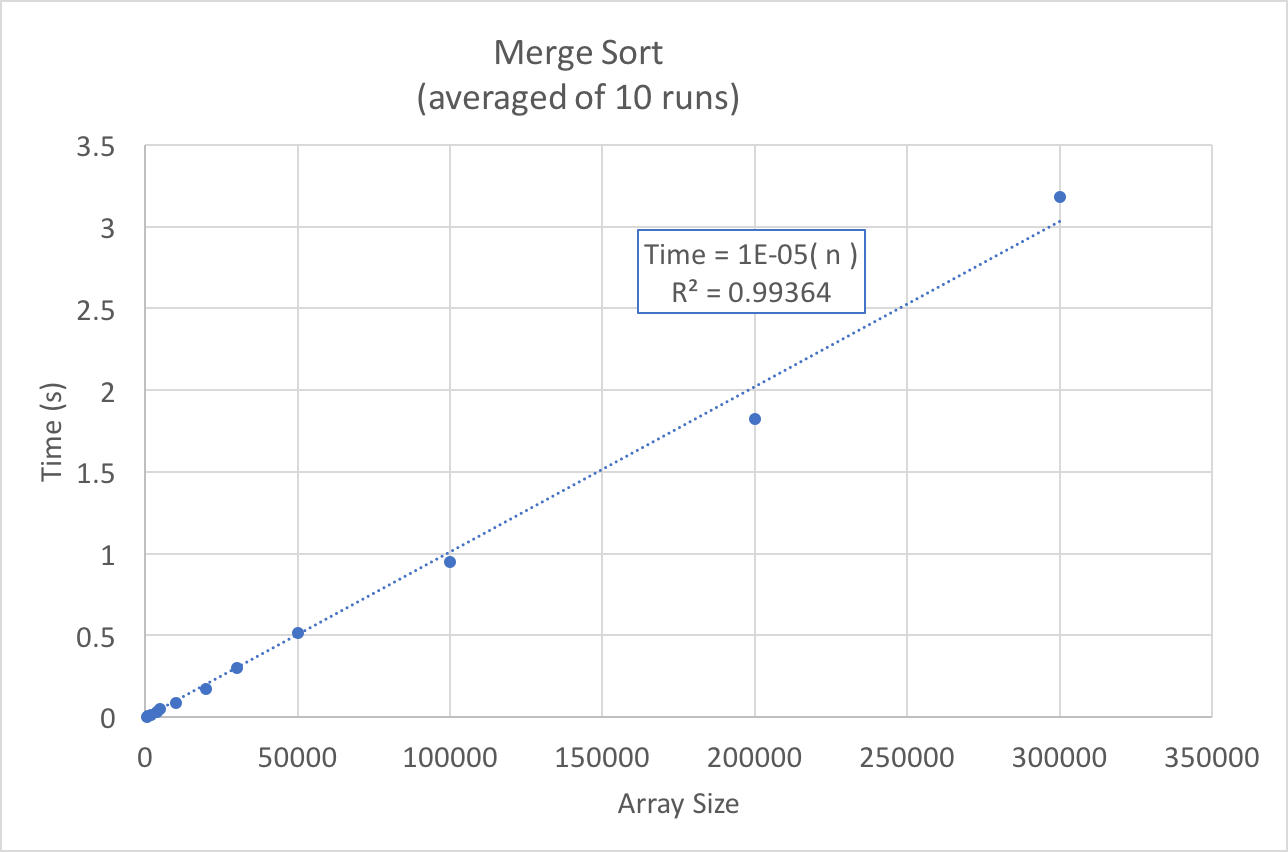 Merge Sort
(averaged of 10 runs)
3.5
3
2.5
2
1.5
1
0.5
0
Time (s)
Time = 1E-05( n )
R² = 0.99364
0 50000 100000 150000 200000 250000 300000 350000
Array Size